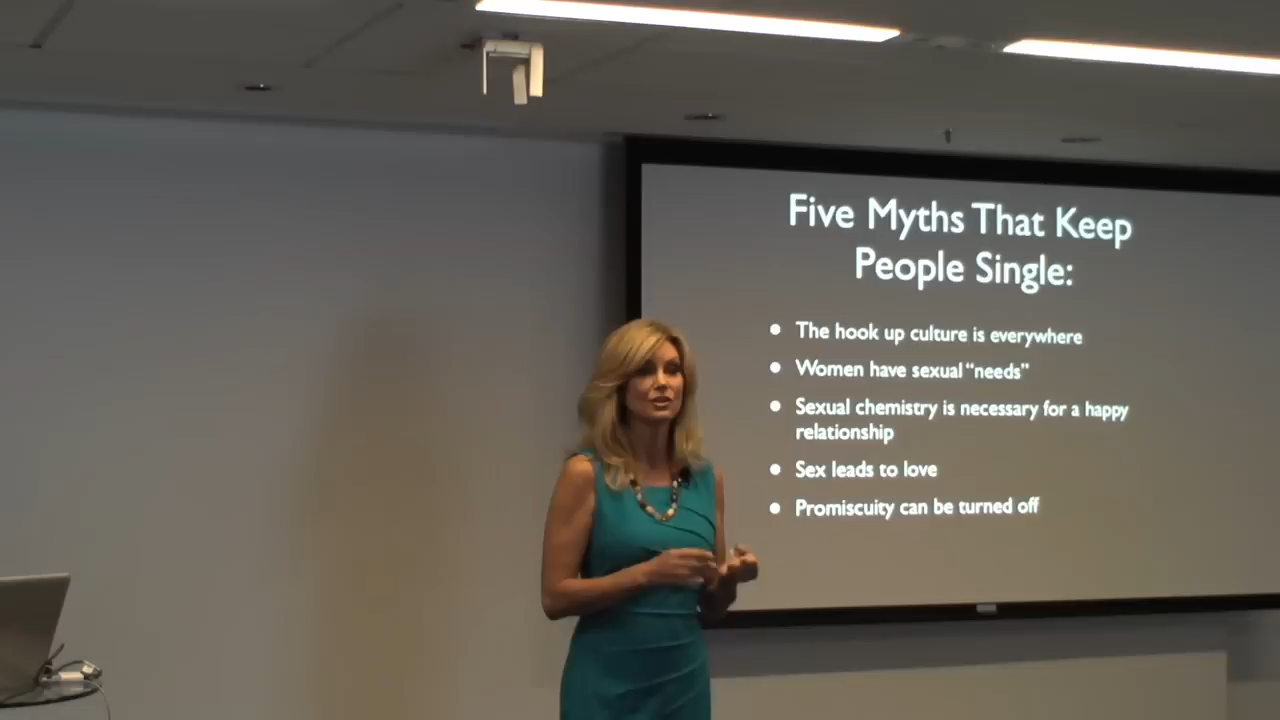 Five Myths That Keep
People Single:
• The hook up culture is everywhere
• Women have sexual “needs”
• Sexual chemistry is necessary for a happy
relationship
• Sex leads to love
• Promiscuity can be turned off